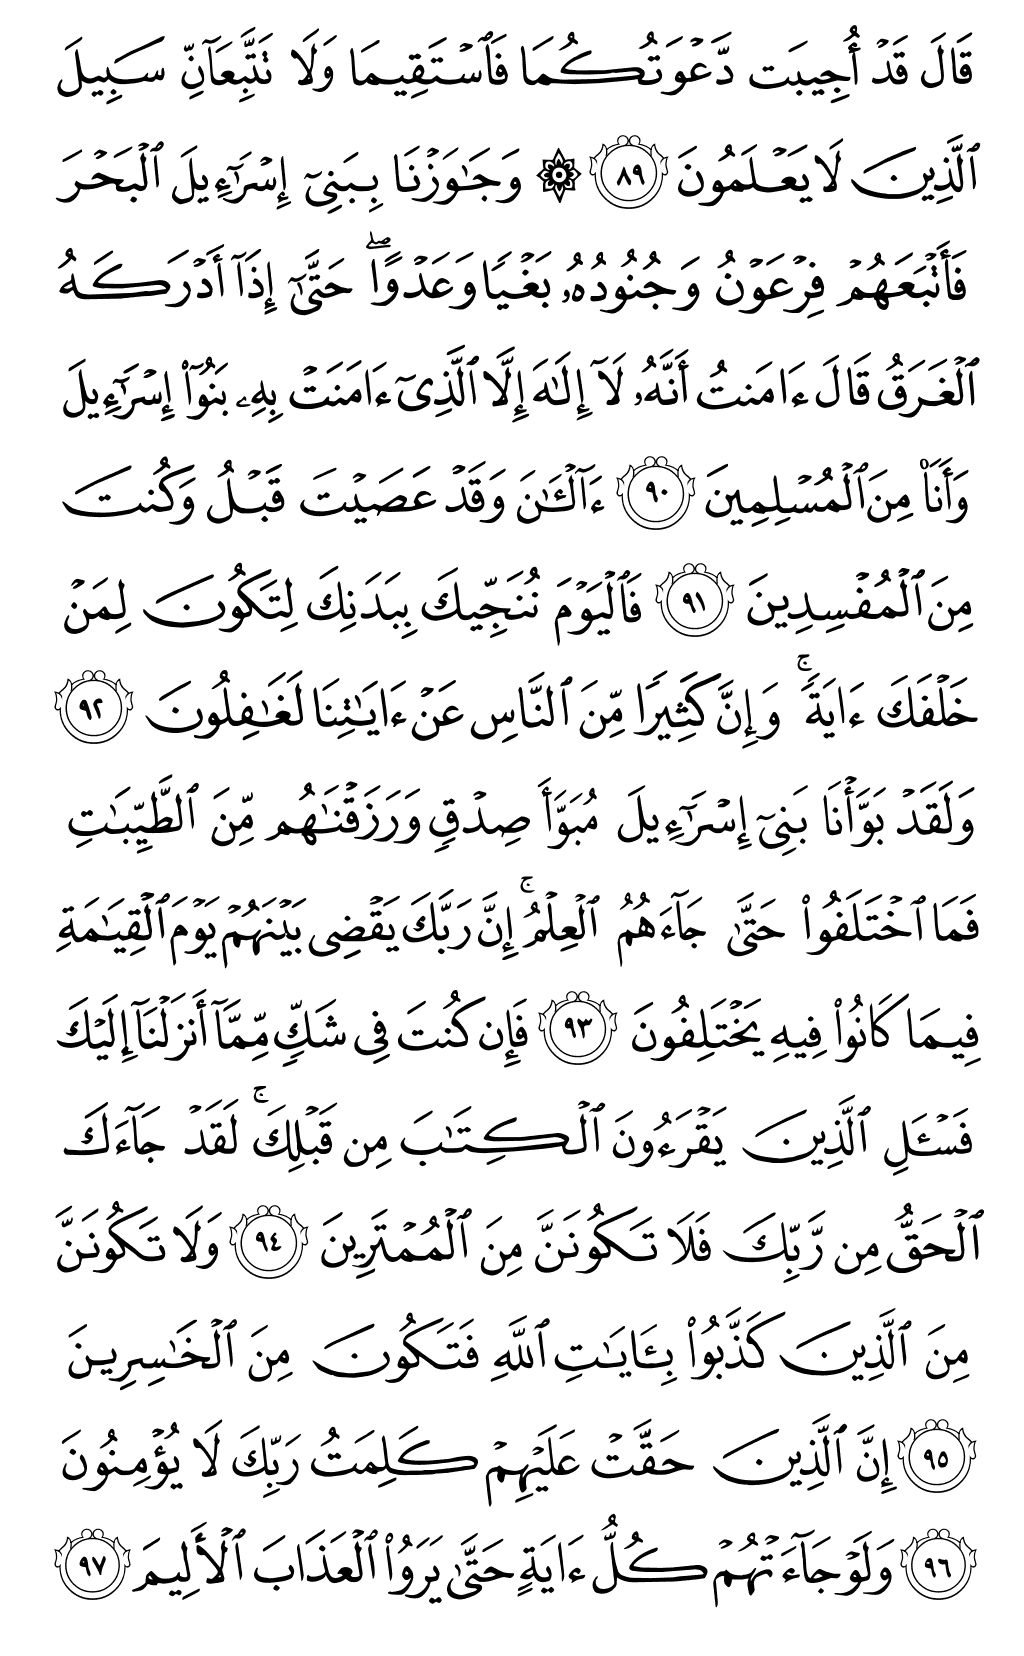 قَالَ قَدۡ أُجِيبَت دَّعۡوَتُكُمَا فَٱسۡتَقِيمَا وَلَا تَتَّبِعَآنِّ سَبِيلَ
ٱلَّذِينَ لَا يَعۡلَمُونَ ٨٩ ۞ وَجَٰوَزۡنَا بِبَنِيٓ إِسۡرَٰٓءِيلَ ٱلۡبَحۡرَ
فَأَتۡبَعَهُمۡ فِرۡعَوۡنُ وَجُنُودُهُۥ بَغۡيٗا وَعَدۡوًاۖ حَتَّىٰٓ إِذَآ أَدۡرَكَهُ
ٱلۡغَرَقُ قَالَ ءَامَنتُ أَنَّهُۥ لَآ إِلَٰهَ إِلَّا ٱلَّذِيٓ ءَامَنَتۡ بِهِۦ بَنُوٓاْ إِسۡرَٰٓءِيلَ
وَأَنَا۠ مِنَ ٱلۡمُسۡلِمِينَ ٩٠ ءَآلۡـَٰٔنَ وَقَدۡ عَصَيۡتَ قَبۡلُ وَكُنتَ
مِنَ ٱلۡمُفۡسِدِينَ ٩١ فَٱلۡيَوۡمَ نُنَجِّيكَ بِبَدَنِكَ لِتَكُونَ لِمَنۡ
خَلۡفَكَ ءَايَةٗۚ وَإِنَّ كَثِيرٗا مِّنَ ٱلنَّاسِ عَنۡ ءَايَٰتِنَا لَغَٰفِلُونَ ٩٢
وَلَقَدۡ بَوَّأۡنَا بَنِيٓ إِسۡرَٰٓءِيلَ مُبَوَّأَ صِدۡقٖ وَرَزَقۡنَٰهُم مِّنَ ٱلطَّيِّبَٰتِ
فَمَا ٱخۡتَلَفُواْ حَتَّىٰ جَآءَهُمُ ٱلۡعِلۡمُۚ إِنَّ رَبَّكَ يَقۡضِي بَيۡنَهُمۡ يَوۡمَ ٱلۡقِيَٰمَةِ
فِيمَا كَانُواْ فِيهِ يَخۡتَلِفُونَ ٩٣ فَإِن كُنتَ فِي شَكّٖ مِّمَّآ أَنزَلۡنَآ إِلَيۡكَ
فَسۡـَٔلِ ٱلَّذِينَ يَقۡرَءُونَ ٱلۡكِتَٰبَ مِن قَبۡلِكَۚ لَقَدۡ جَآءَكَ
ٱلۡحَقُّ مِن رَّبِّكَ فَلَا تَكُونَنَّ مِنَ ٱلۡمُمۡتَرِينَ ٩٤ وَلَا تَكُونَنَّ
مِنَ ٱلَّذِينَ كَذَّبُواْ بِـَٔايَٰتِ ٱللَّهِ فَتَكُونَ مِنَ ٱلۡخَٰسِرِينَ
٩٥ إِنَّ ٱلَّذِينَ حَقَّتۡ عَلَيۡهِمۡ كَلِمَتُ رَبِّكَ لَا يُؤۡمِنُونَ
٩٦ وَلَوۡ جَآءَتۡهُمۡ كُلُّ ءَايَةٍ حَتَّىٰ يَرَوُاْ ٱلۡعَذَابَ ٱلۡأَلِيمَ ٩٧